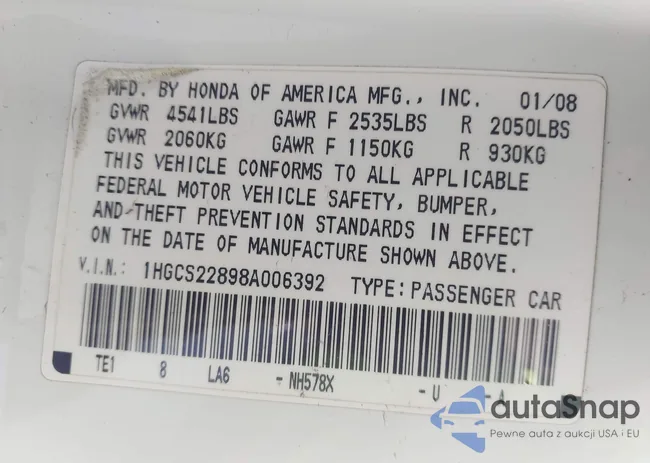 MFD. BY HONDA OF AMERICA MFG., INC. 01/08
GVWR 4541LBS GAWR F 2535LBS R 2050LBS
GVWR 2060KG GAWR F 1150KG R 930KG
THIS VEHICLE CONFORMS TO ALL APPLICABLE
FEDERAL MOTOR VEHICLE SAFETY, BUMPER,
AND THEFT PREVENTION STANDARDS IN EFFECT
ON THE DATE OF MANUFACTURE SHOWN ABOVE.
V.I.N.: 1HGCS22898A006392 TYPE: PASSENGER CAR
TE1 8 LA6 - NH578X - U - A
autoSnap
Pewne auta z aukcji USA i EU